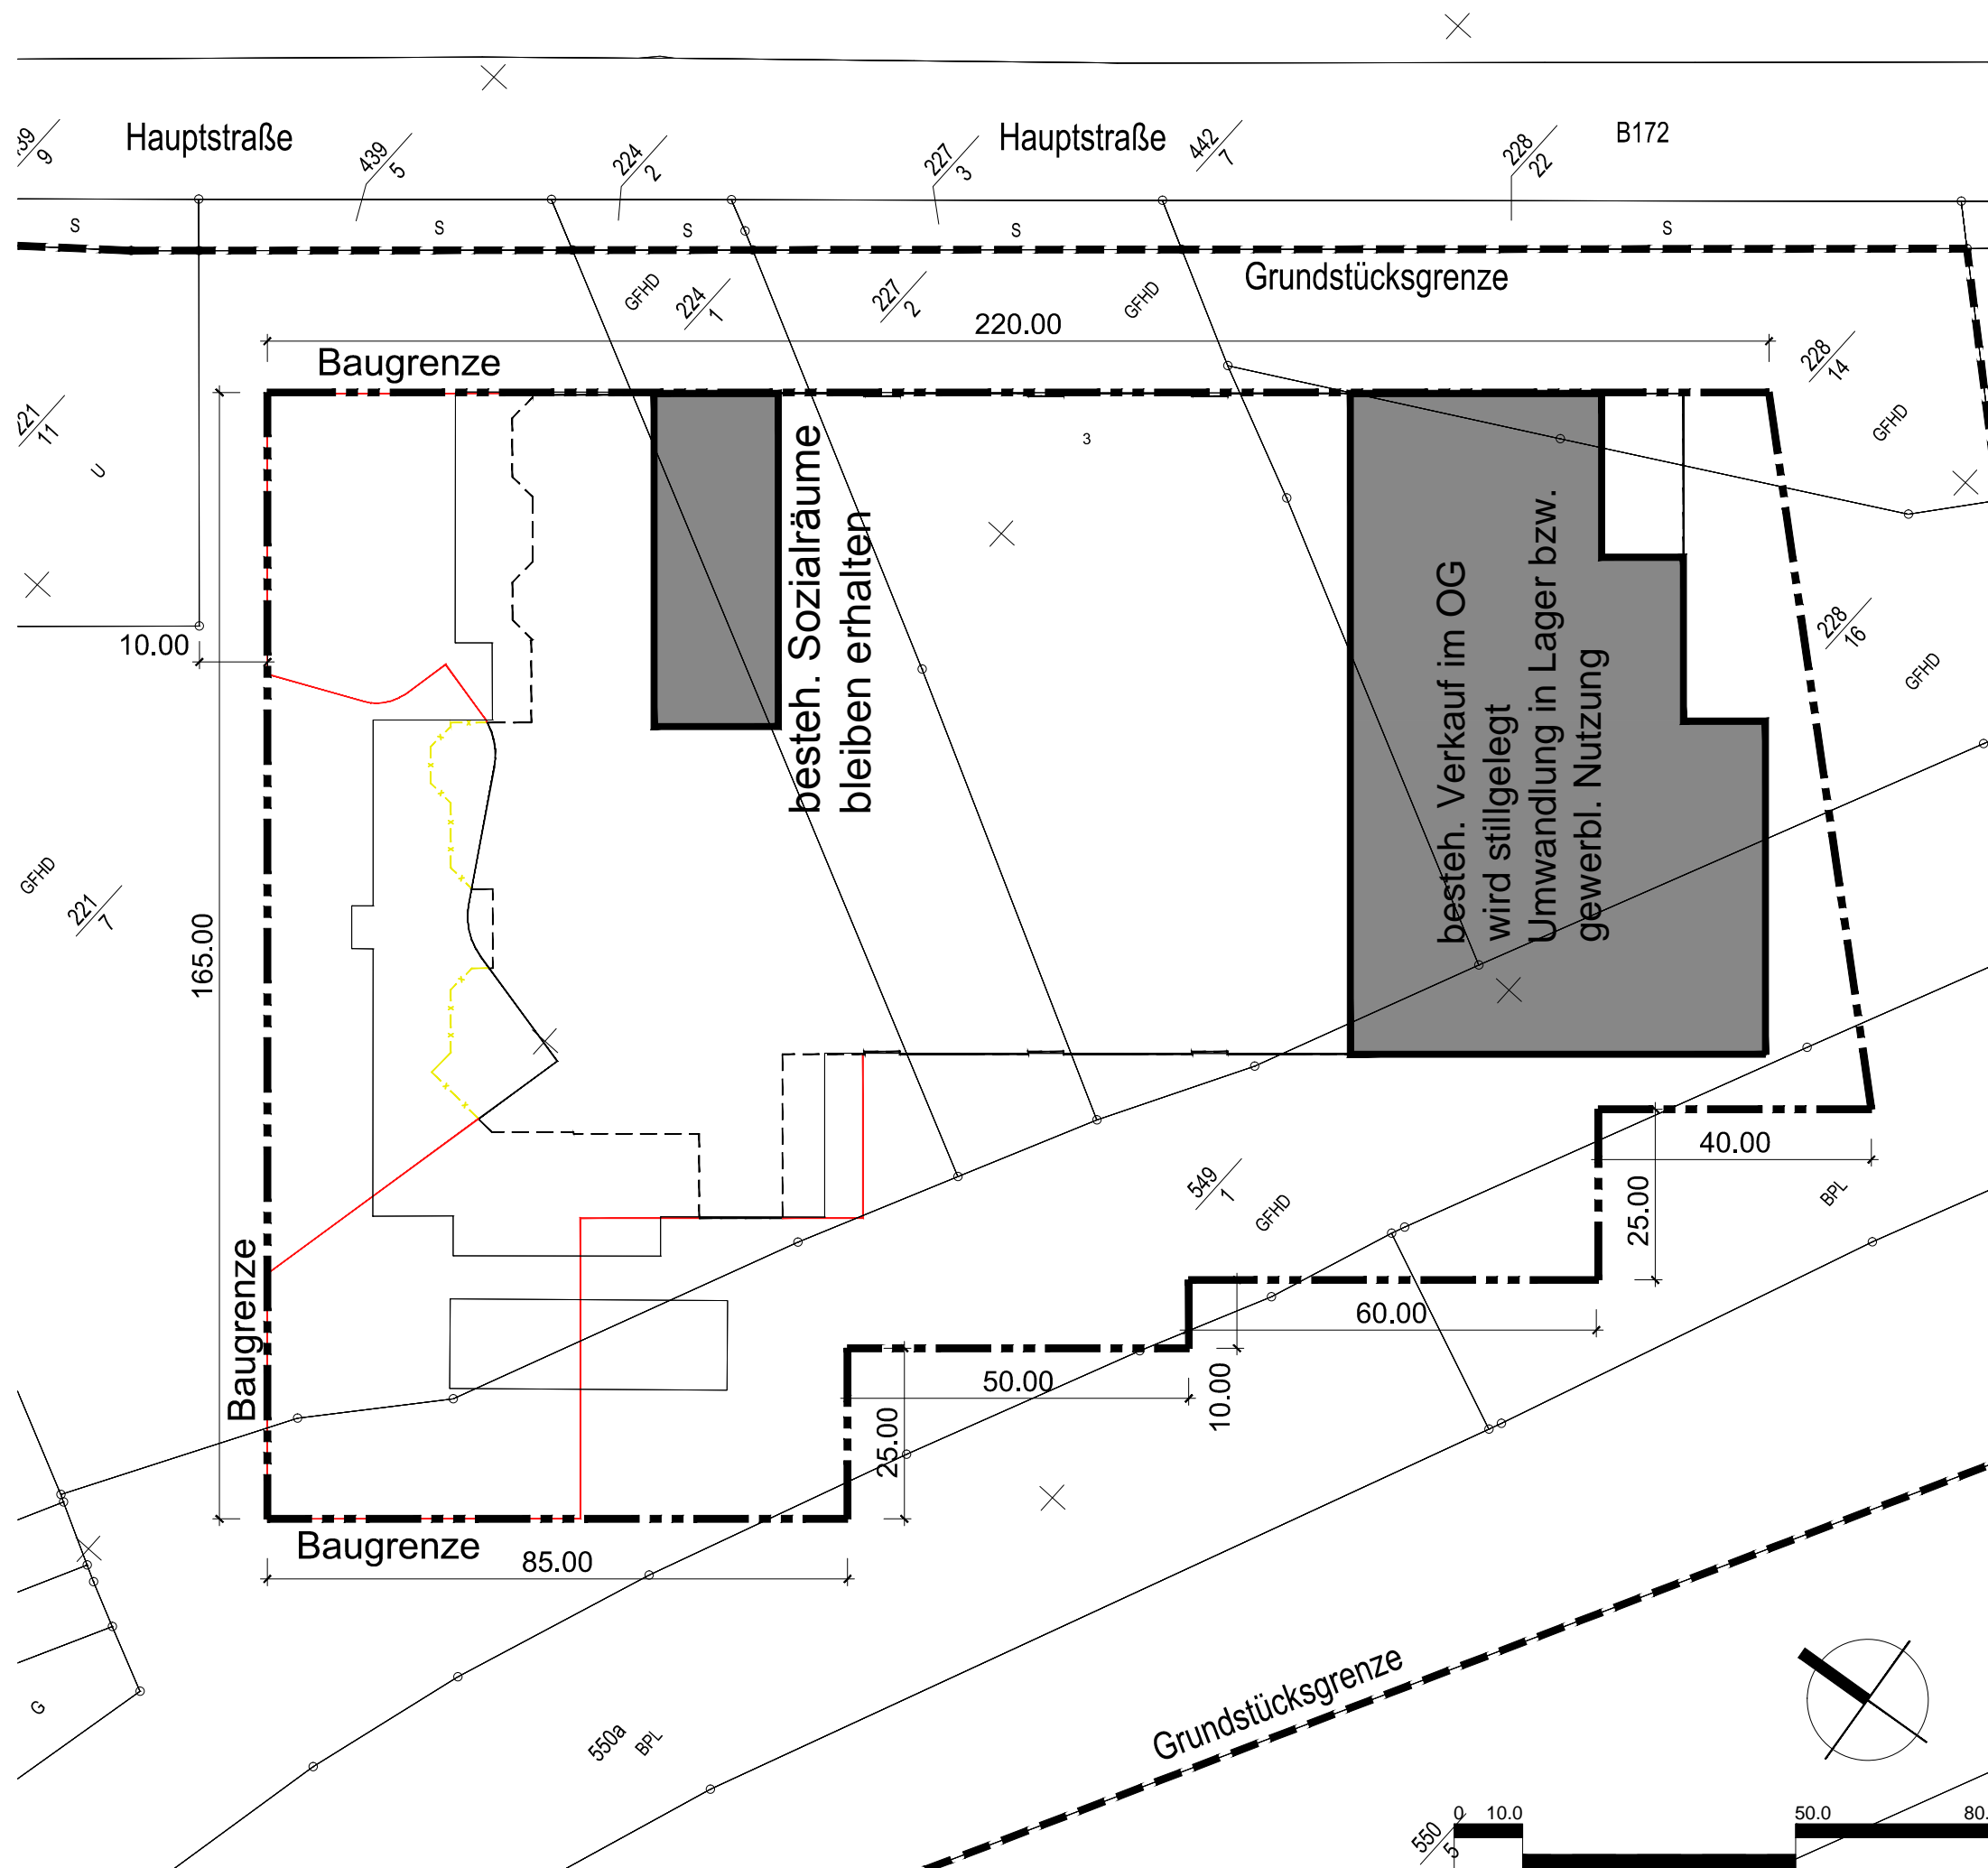 Hauptstraße
Hauptstraße
B172
9
439
5
224
2
227
3
442
7
228
22
S
S
S
S
S
Grundstücksgrenze
GFHD
224
1
227
2
GFHD
220.00
Baugrenze
228
14
GFHD
221
11
U
3
besteh. Sozialräume
bleiben erhalten
besteh. Verkauf im OG
wird stillgelegt
Umwandlung in Lager bzw.
gewerbl. Nutzung
10.00
228
16
GFHD
GFHD
221
7
165.00
549
1
GFHD
40.00
BPL
25.00
Baugrenze
60.00
50.00
10.00
25.00
Baugrenze
85.00
G
550a
BPL
Grundstücksgrenze
0 10.0 50.0 80.
550
5